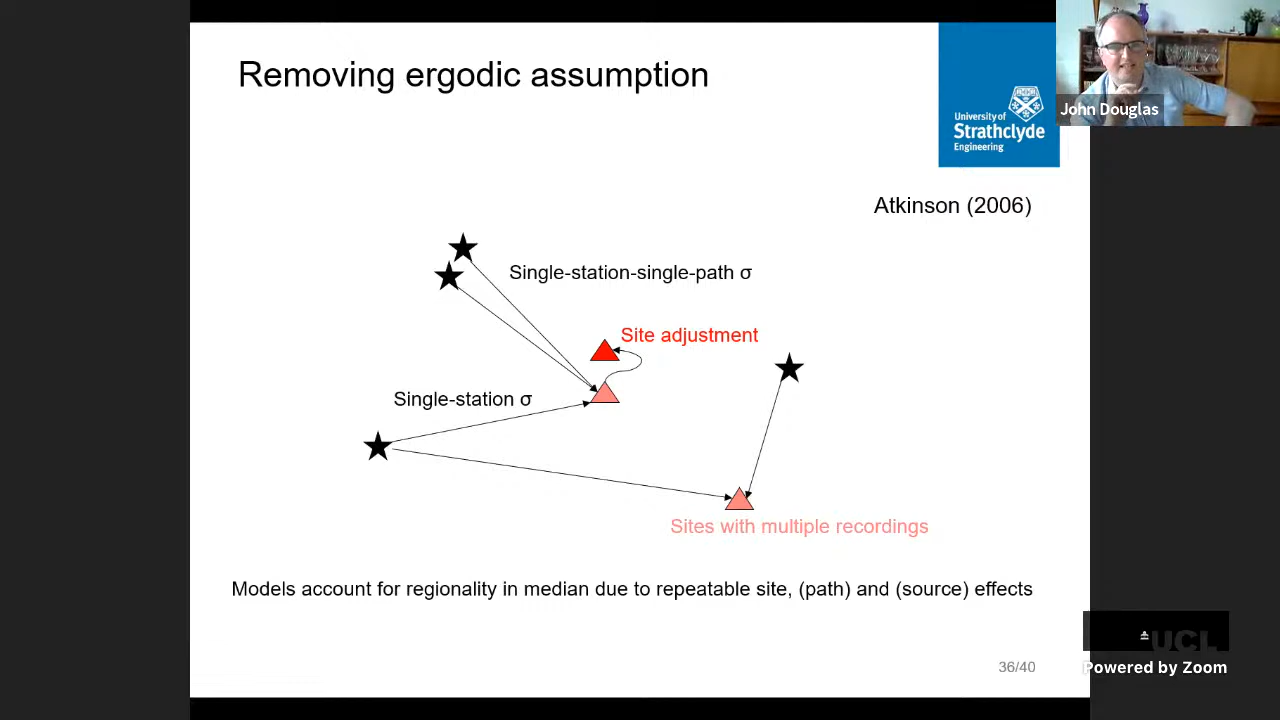 Removing ergodic assumption
University of
Strathclyde
Engineering
John Douglas
Atkinson (2006)
Single-station-single-path σ
Site adjustment
Single-station σ
Sites with multiple recordings
Models account for regionality in median due to repeatable site, (path) and (source) effects
36/40
UCL
Powered by Zoom